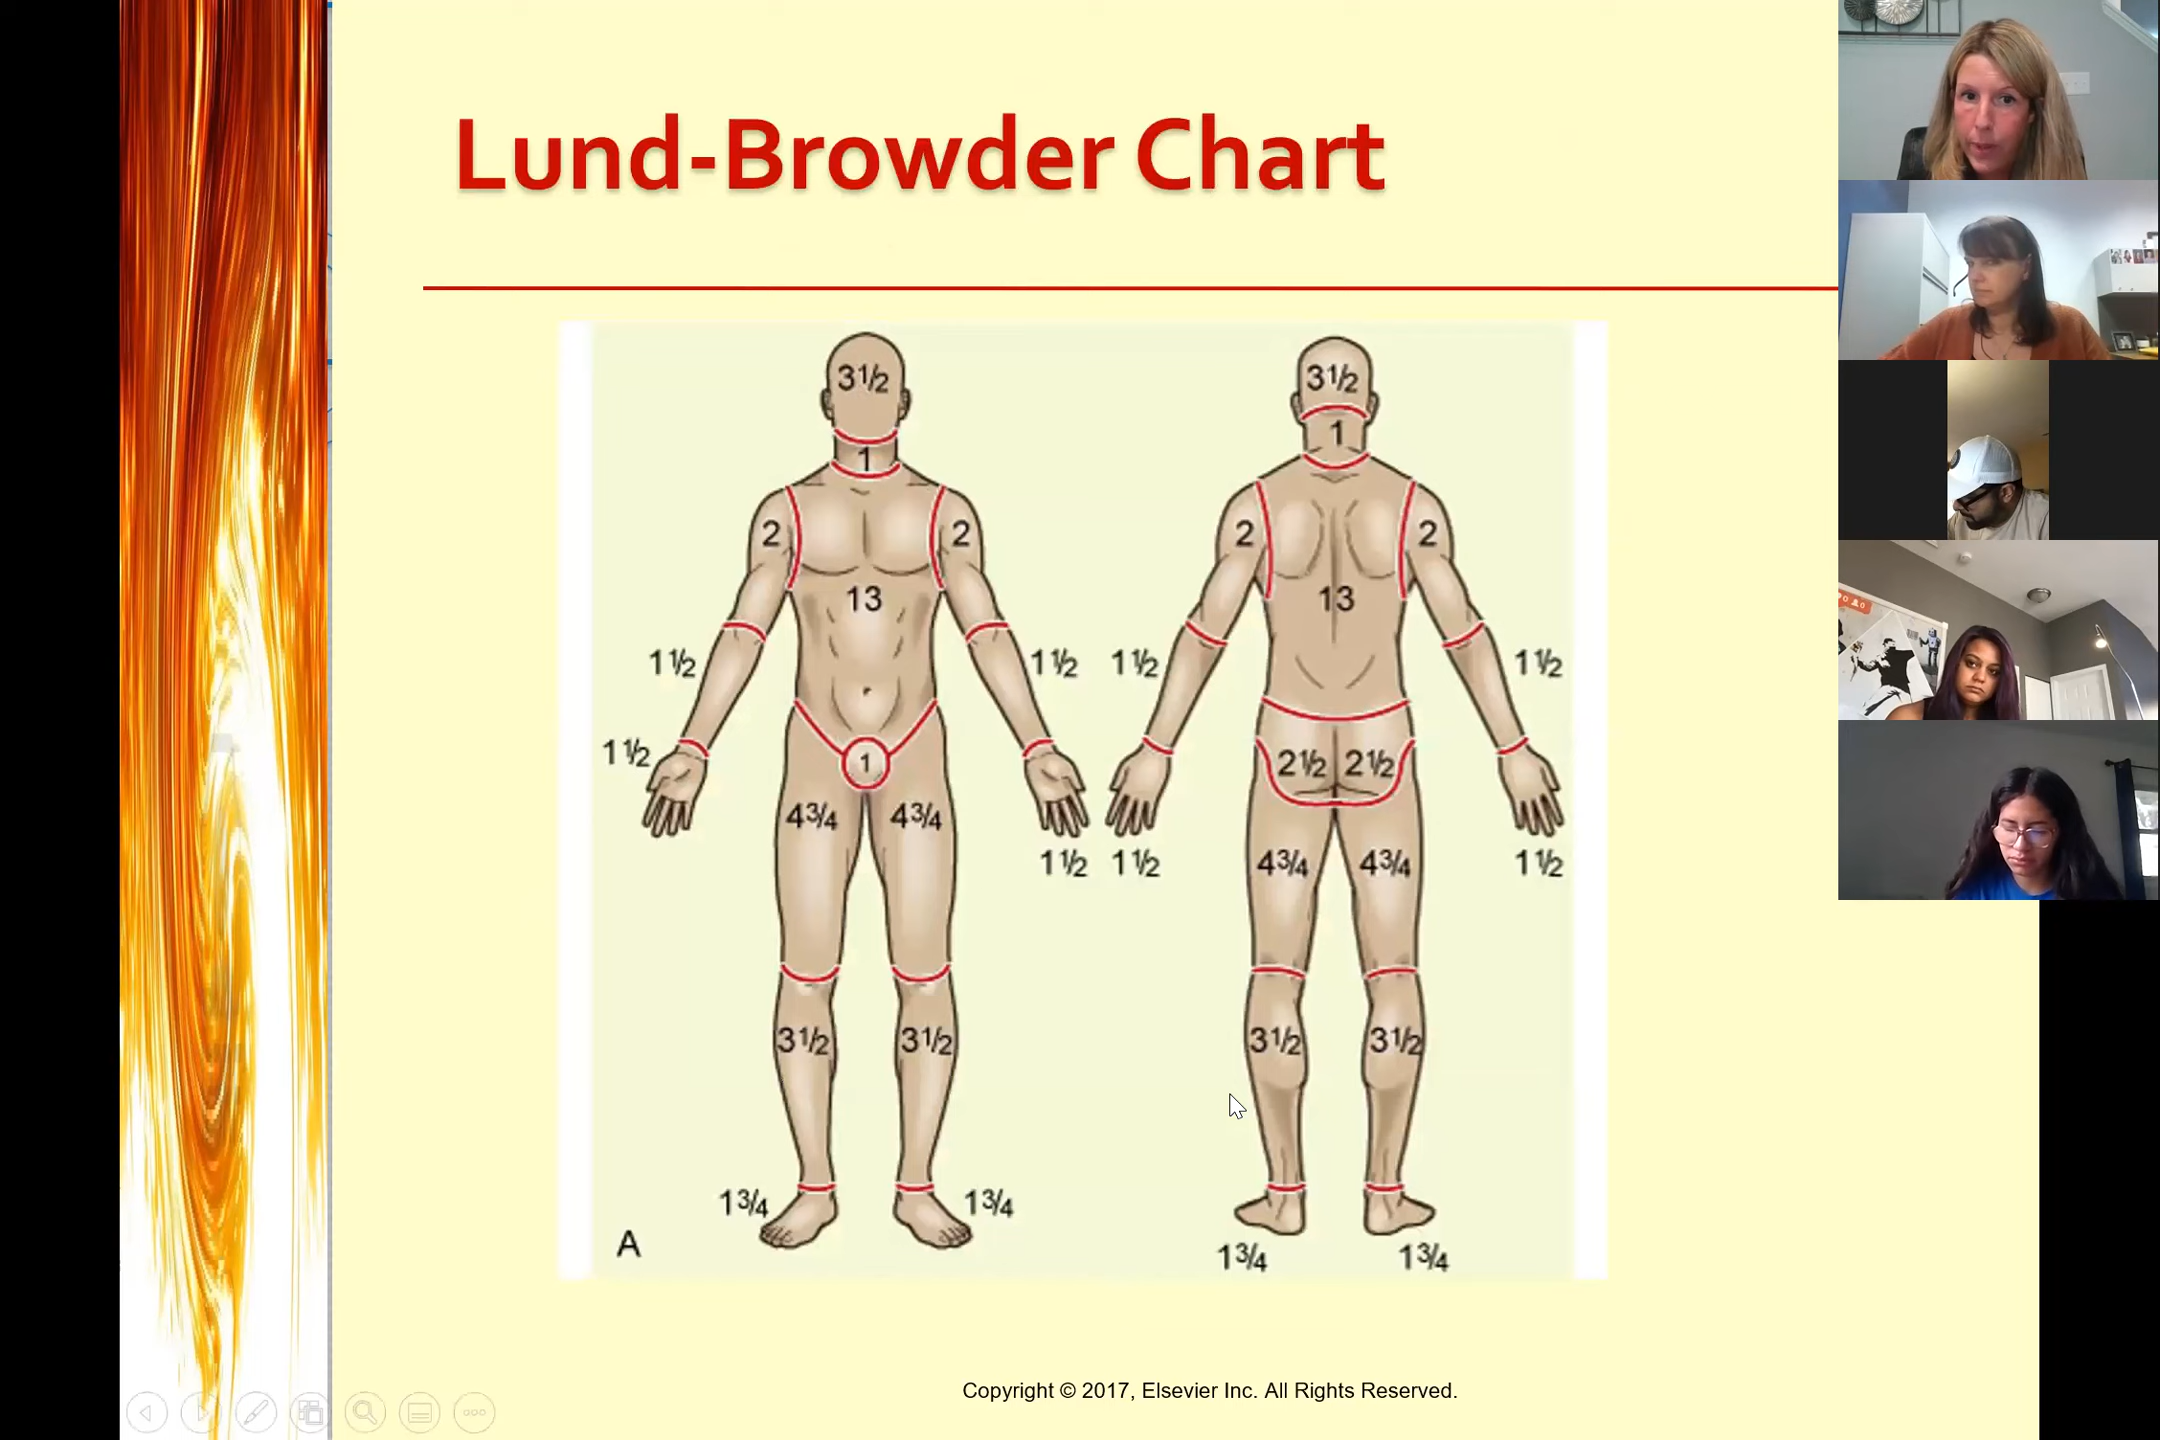 Lund-Browder Chart
3½ 3½
1 1
2 2 2 2
13 13
1½ 1½ 1½ 1½
1½
1 2½ 2½
4¾ 4¾
1½ 1½ 4¾ 4¾ 1½
3½ 3½ 3½ 3½
1¾ 1¾
A
1¾ 1¾
Copyright © 2017, Elsevier Inc. All Rights Reserved.